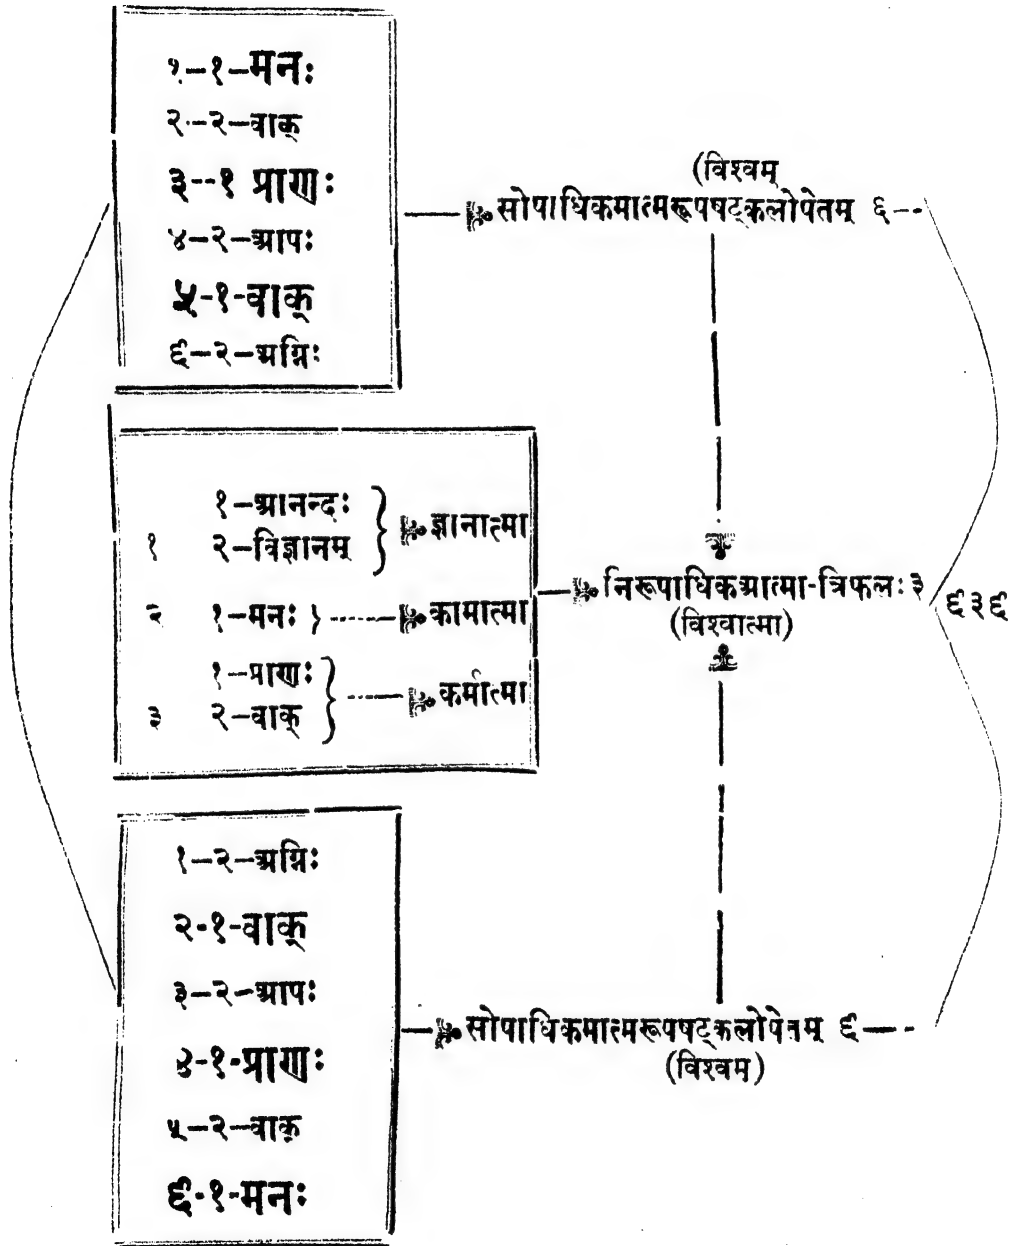 १-१-मनः
२-२-वाक्
३--१ प्राणः
४-२-आपः
५-१-वाक्
६-२-अग्निः
(विश्वम्
सोपाधिकमात्मरूपषट्कलोपेतम् ६--
१-आनन्दः
१ २-विज्ञानम्
ज्ञानात्मा
२ १-मनः } कामात्मा
१-प्राणः
३ २-वाक्
कर्मात्मा
निरूपाधिकआत्मा-त्रिफलः ३
(विश्वात्मा)
६३६
१-२-अग्निः
२-१-वाक्
३-२-आपः
४-१-प्राणः
५-२-वाक्
६-१-मनः
सोपाधिकमात्मरूपषट्कलोपेतम् ६--
(विश्वम)